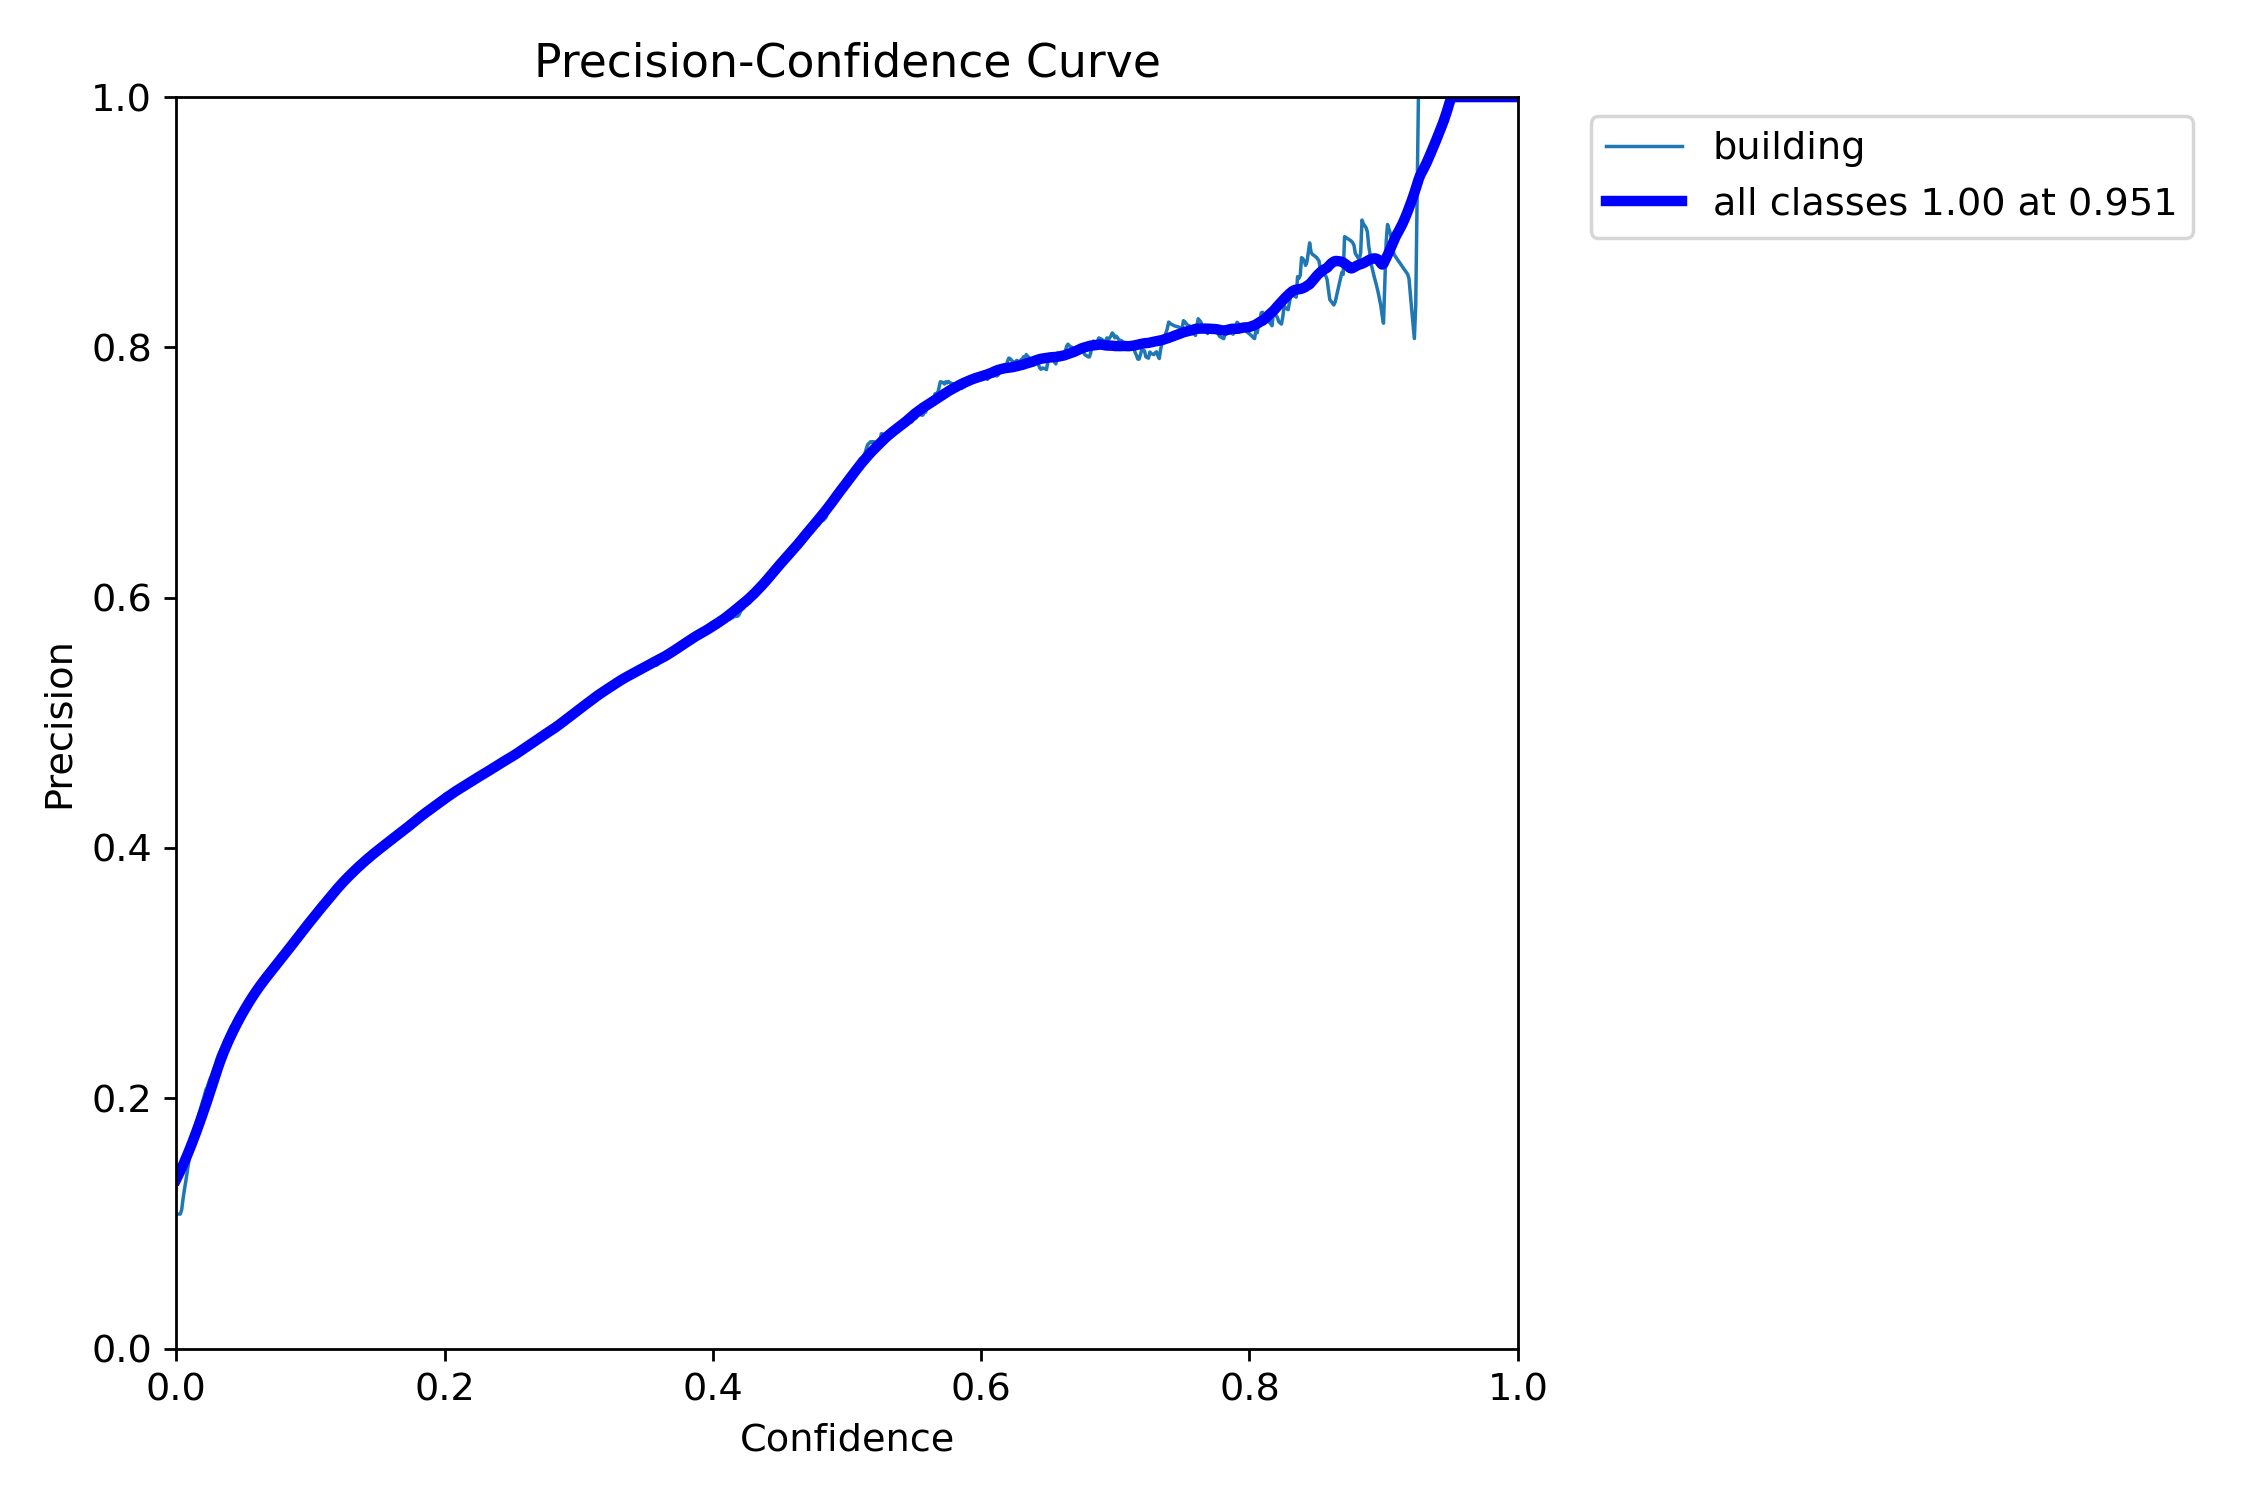 Precision-Confidence Curve
1.0
0.8
0.6
0.4
0.2
0.0
Precision
0.0 0.2 0.4 0.6 0.8 1.0
Confidence
building
all classes 1.00 at 0.951